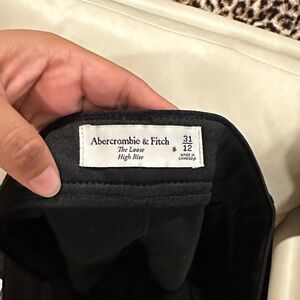 Abercrombie & Fitch
The Loose
High Rise
31
12
MADE IN
CAMBODIA